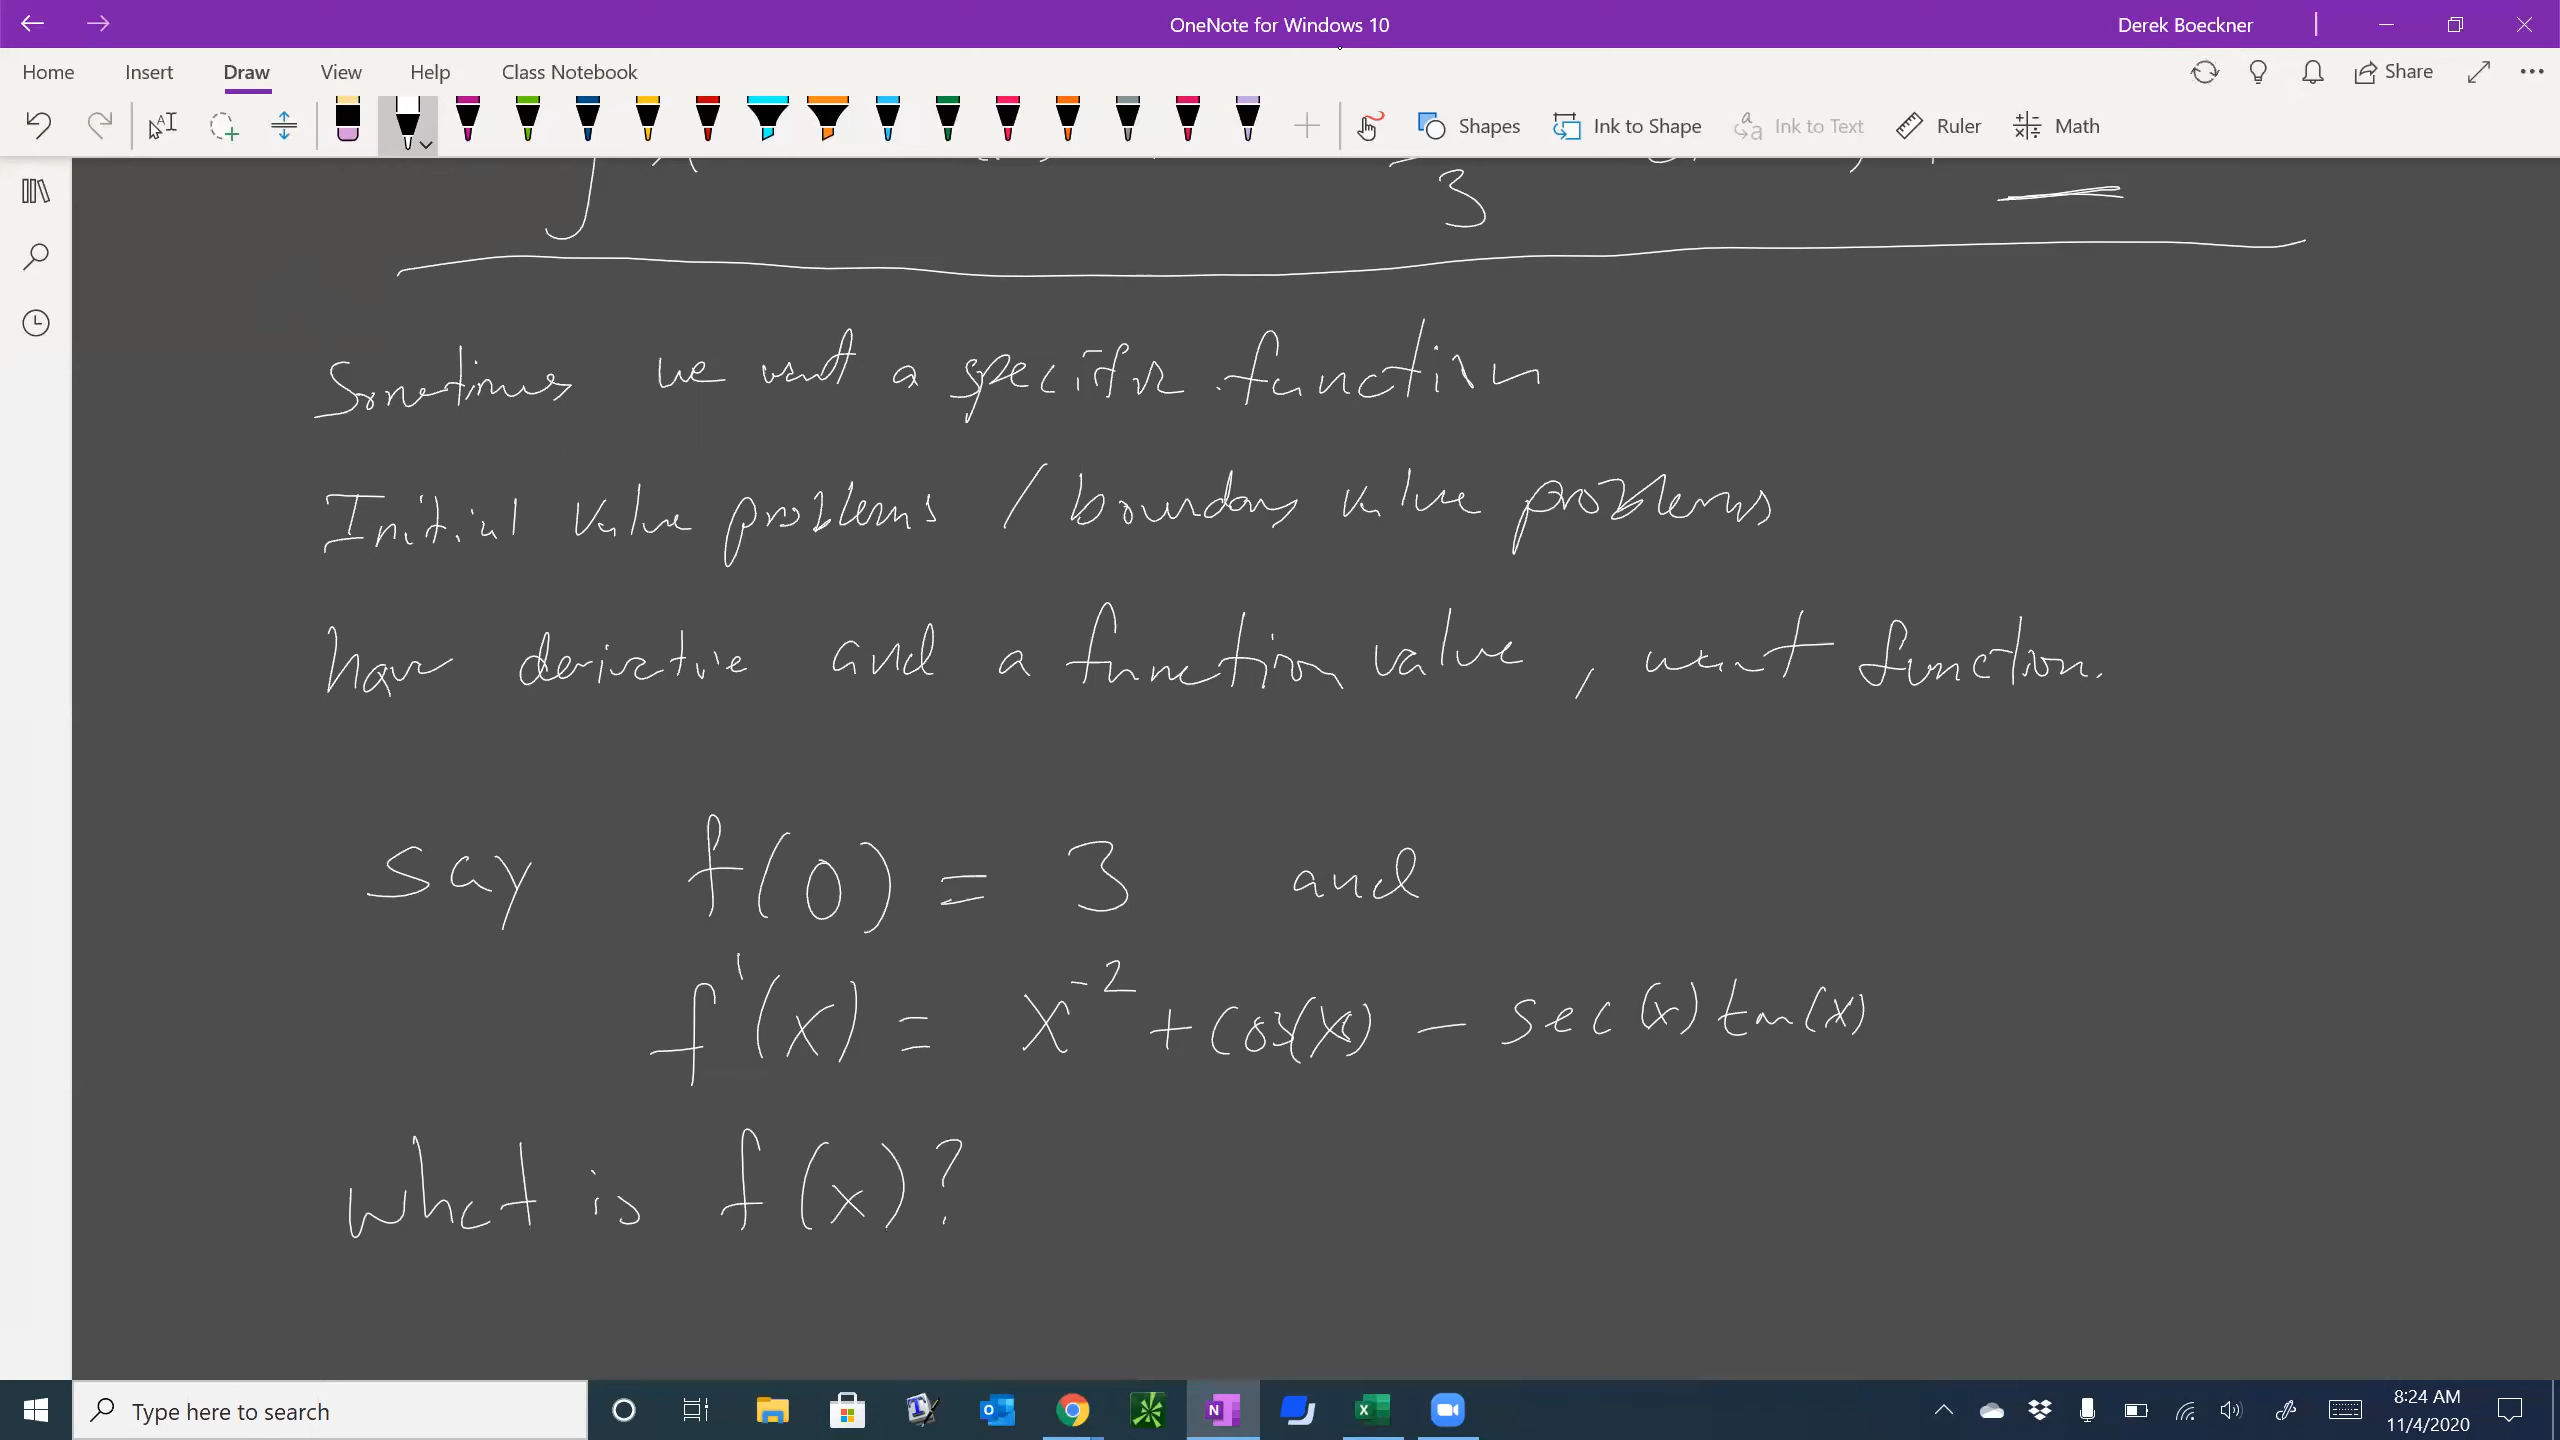 OneNote for Windows 10
Derek Boeckner
Home Insert Draw View Help Class Notebook
Share
Shapes Ink to Shape Ink to Text Ruler Math
3
Sometimes we want a specific function
Initial value problems / boundary value problems
have derivative and a function value, want function.
say f(0) = 3 and
f'(x) = x^-2 + cos(x) - sec(x) tan(x)
what is f(x)?
Type here to search
8:24 AM
11/4/2020